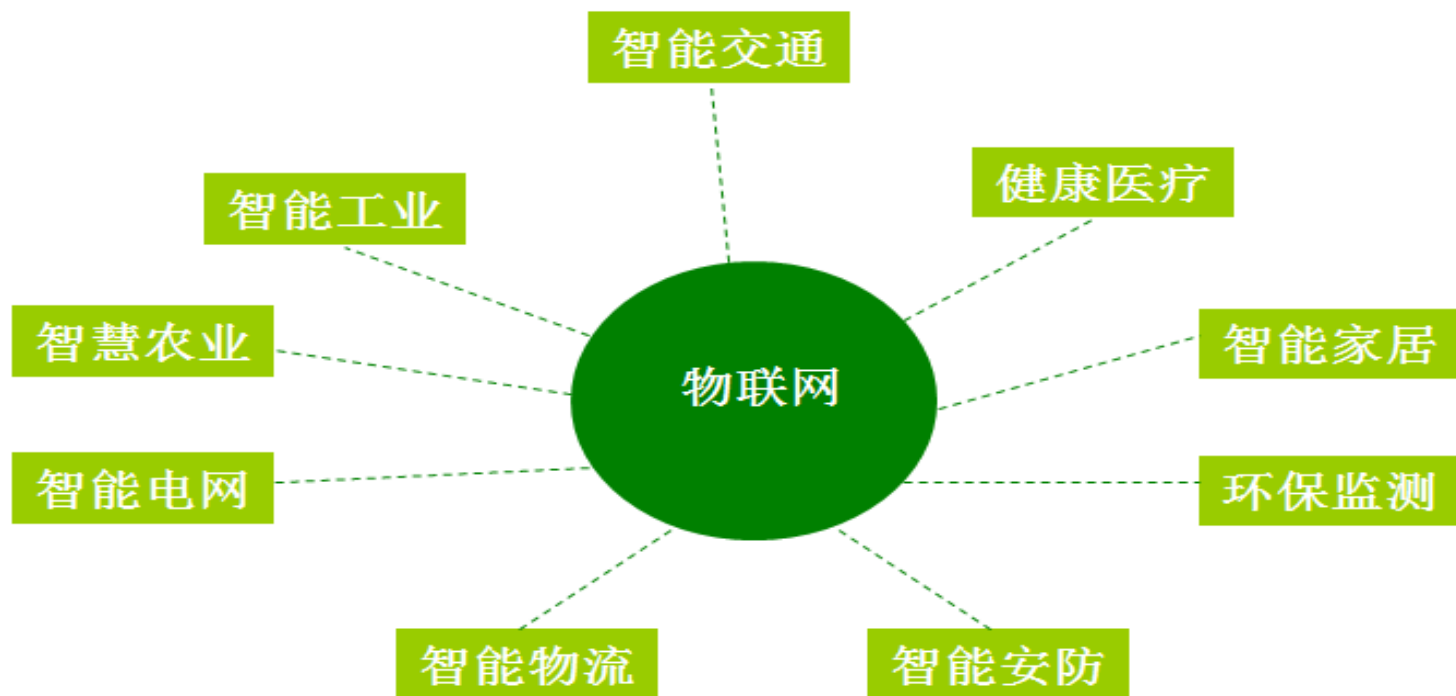 智能交通
健康医疗
智能工业
智慧农业
智能家居
物联网
智能电网
环保监测
智能物流
智能安防